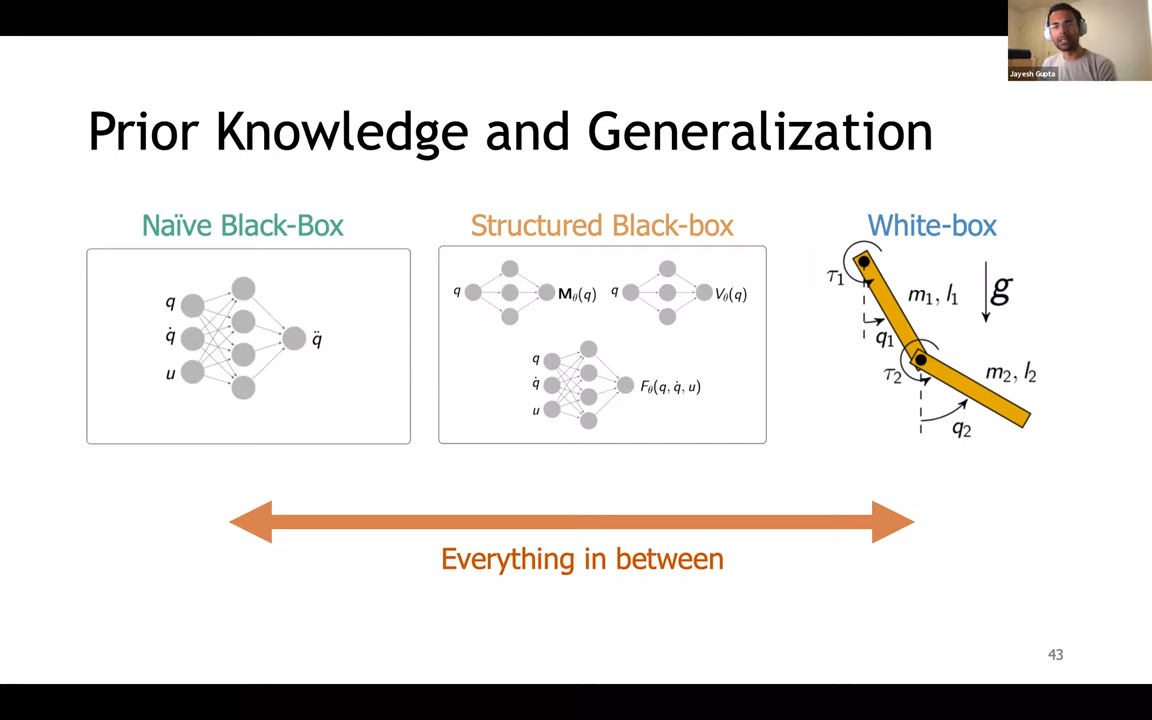 Jayesh Gupta
Prior Knowledge and Generalization
Naïve Black-Box
Structured Black-box
White-box
q
q̇
u
q̈
q
M_θ(q)
q
V_θ(q)
q
q̇
u
F_θ(q, q̇, u)
τ₁
m₁, l₁
g
q₁
τ₂
m₂, l₂
q₂
Everything in between
43